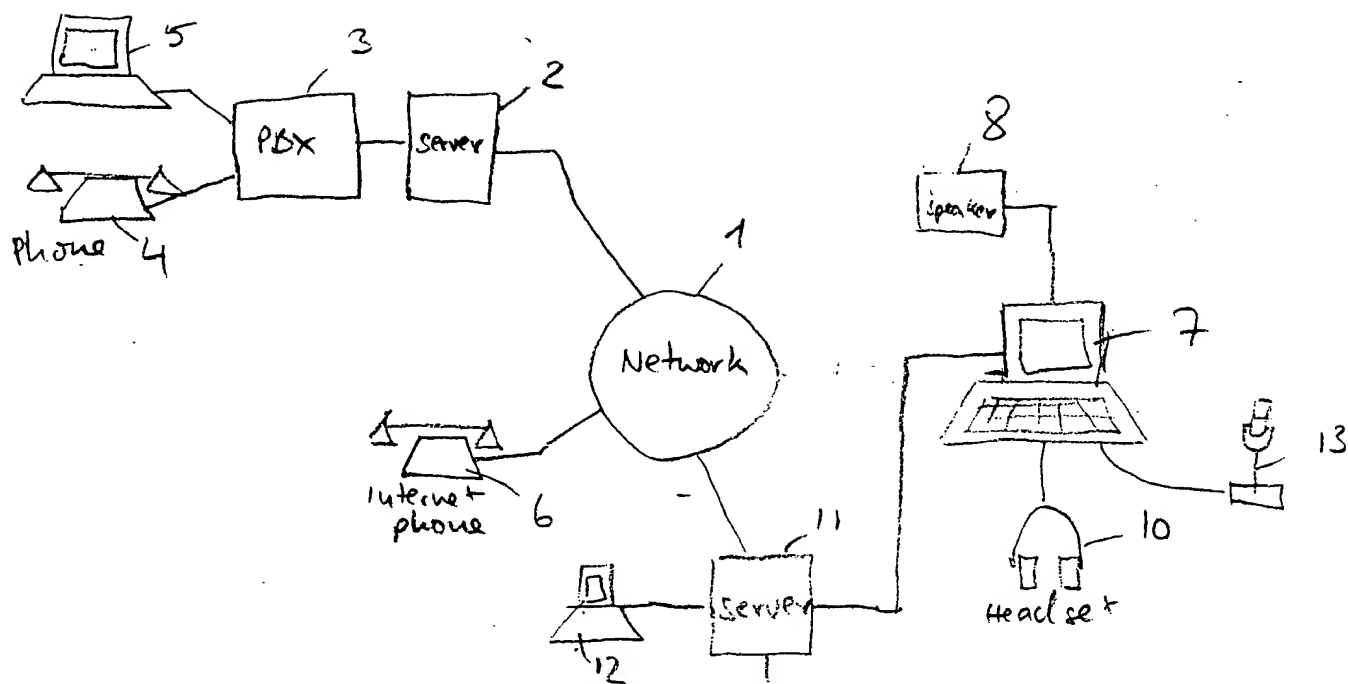 5
3
2
PBX
server
Phone
4
8
speaker
1
Network
7
13
Internet
phone
6
11
server
12
10
Headset